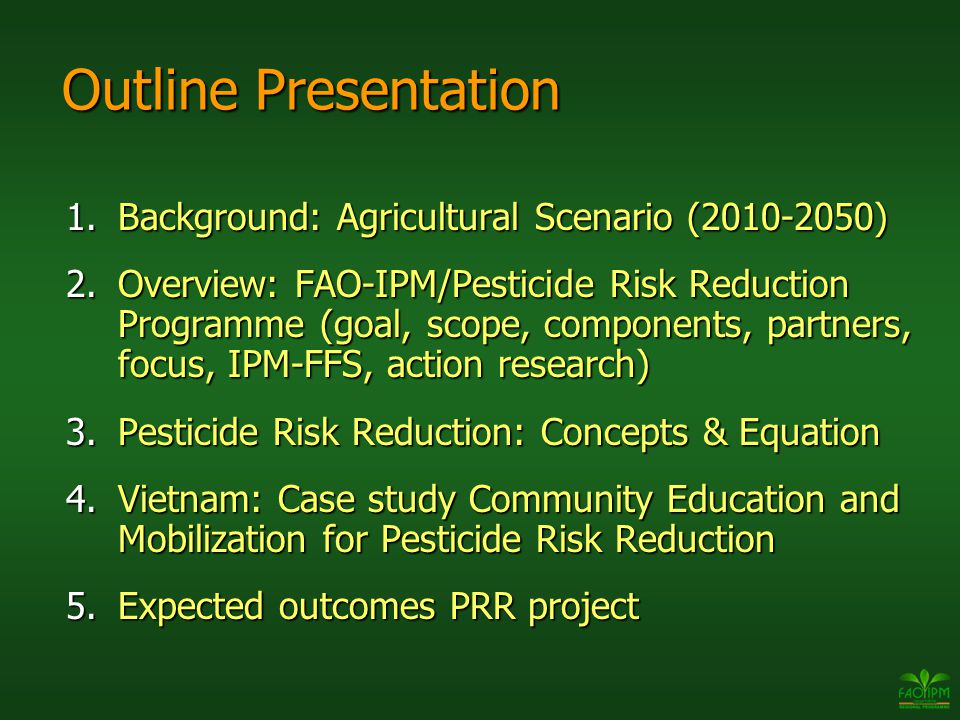 Outline Presentation
1. Background: Agricultural Scenario (2010-2050)
2. Overview: FAO-IPM/Pesticide Risk Reduction
Programme (goal, scope, components, partners,
focus, IPM-FFS, action research)
3. Pesticide Risk Reduction: Concepts & Equation
4. Vietnam: Case study Community Education and
Mobilization for Pesticide Risk Reduction
5. Expected outcomes PRR project
FAO IPM
REGIONAL PROGRAMME